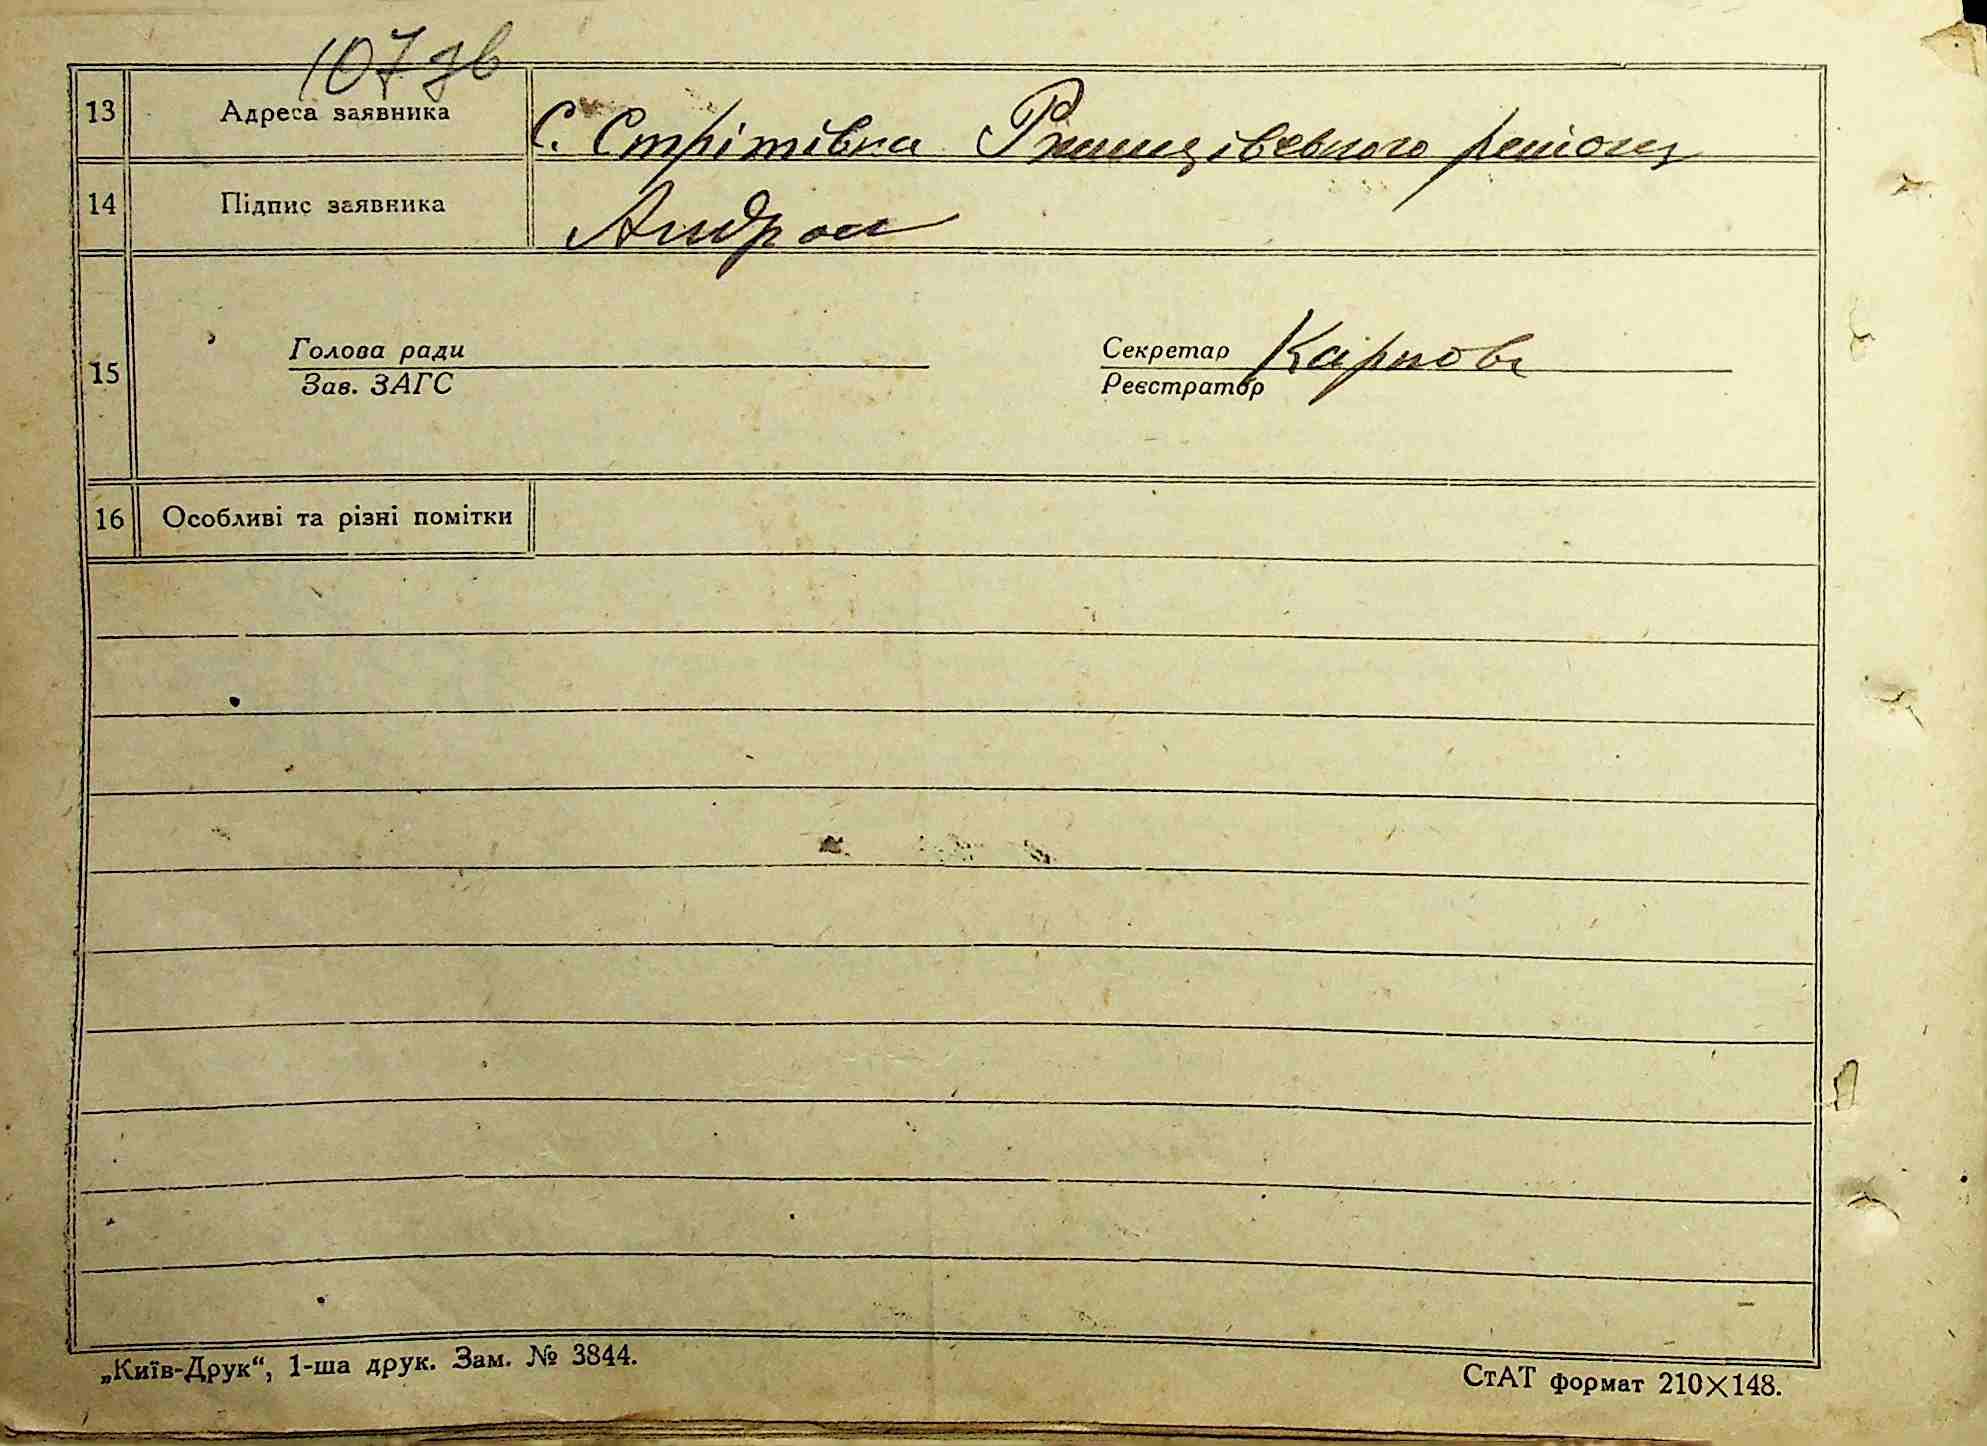 107 зв
13 Адреса заявника С. Стрітівка Ржищівського району
14 Підпис заявника Андрос
15 Голова ради Секретар Карпов
Зав. ЗАГС Реєстратор
16 Особливі та різні помітки
„Київ-Друк“, 1-ша друк. Зам. № 3844.
СтАТ формат 210×148.